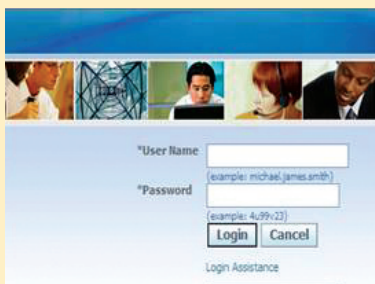 *User Name
(example: michael.james.smith)
*Password
(example: 4u99v23)
Login Cancel
Login Assistance